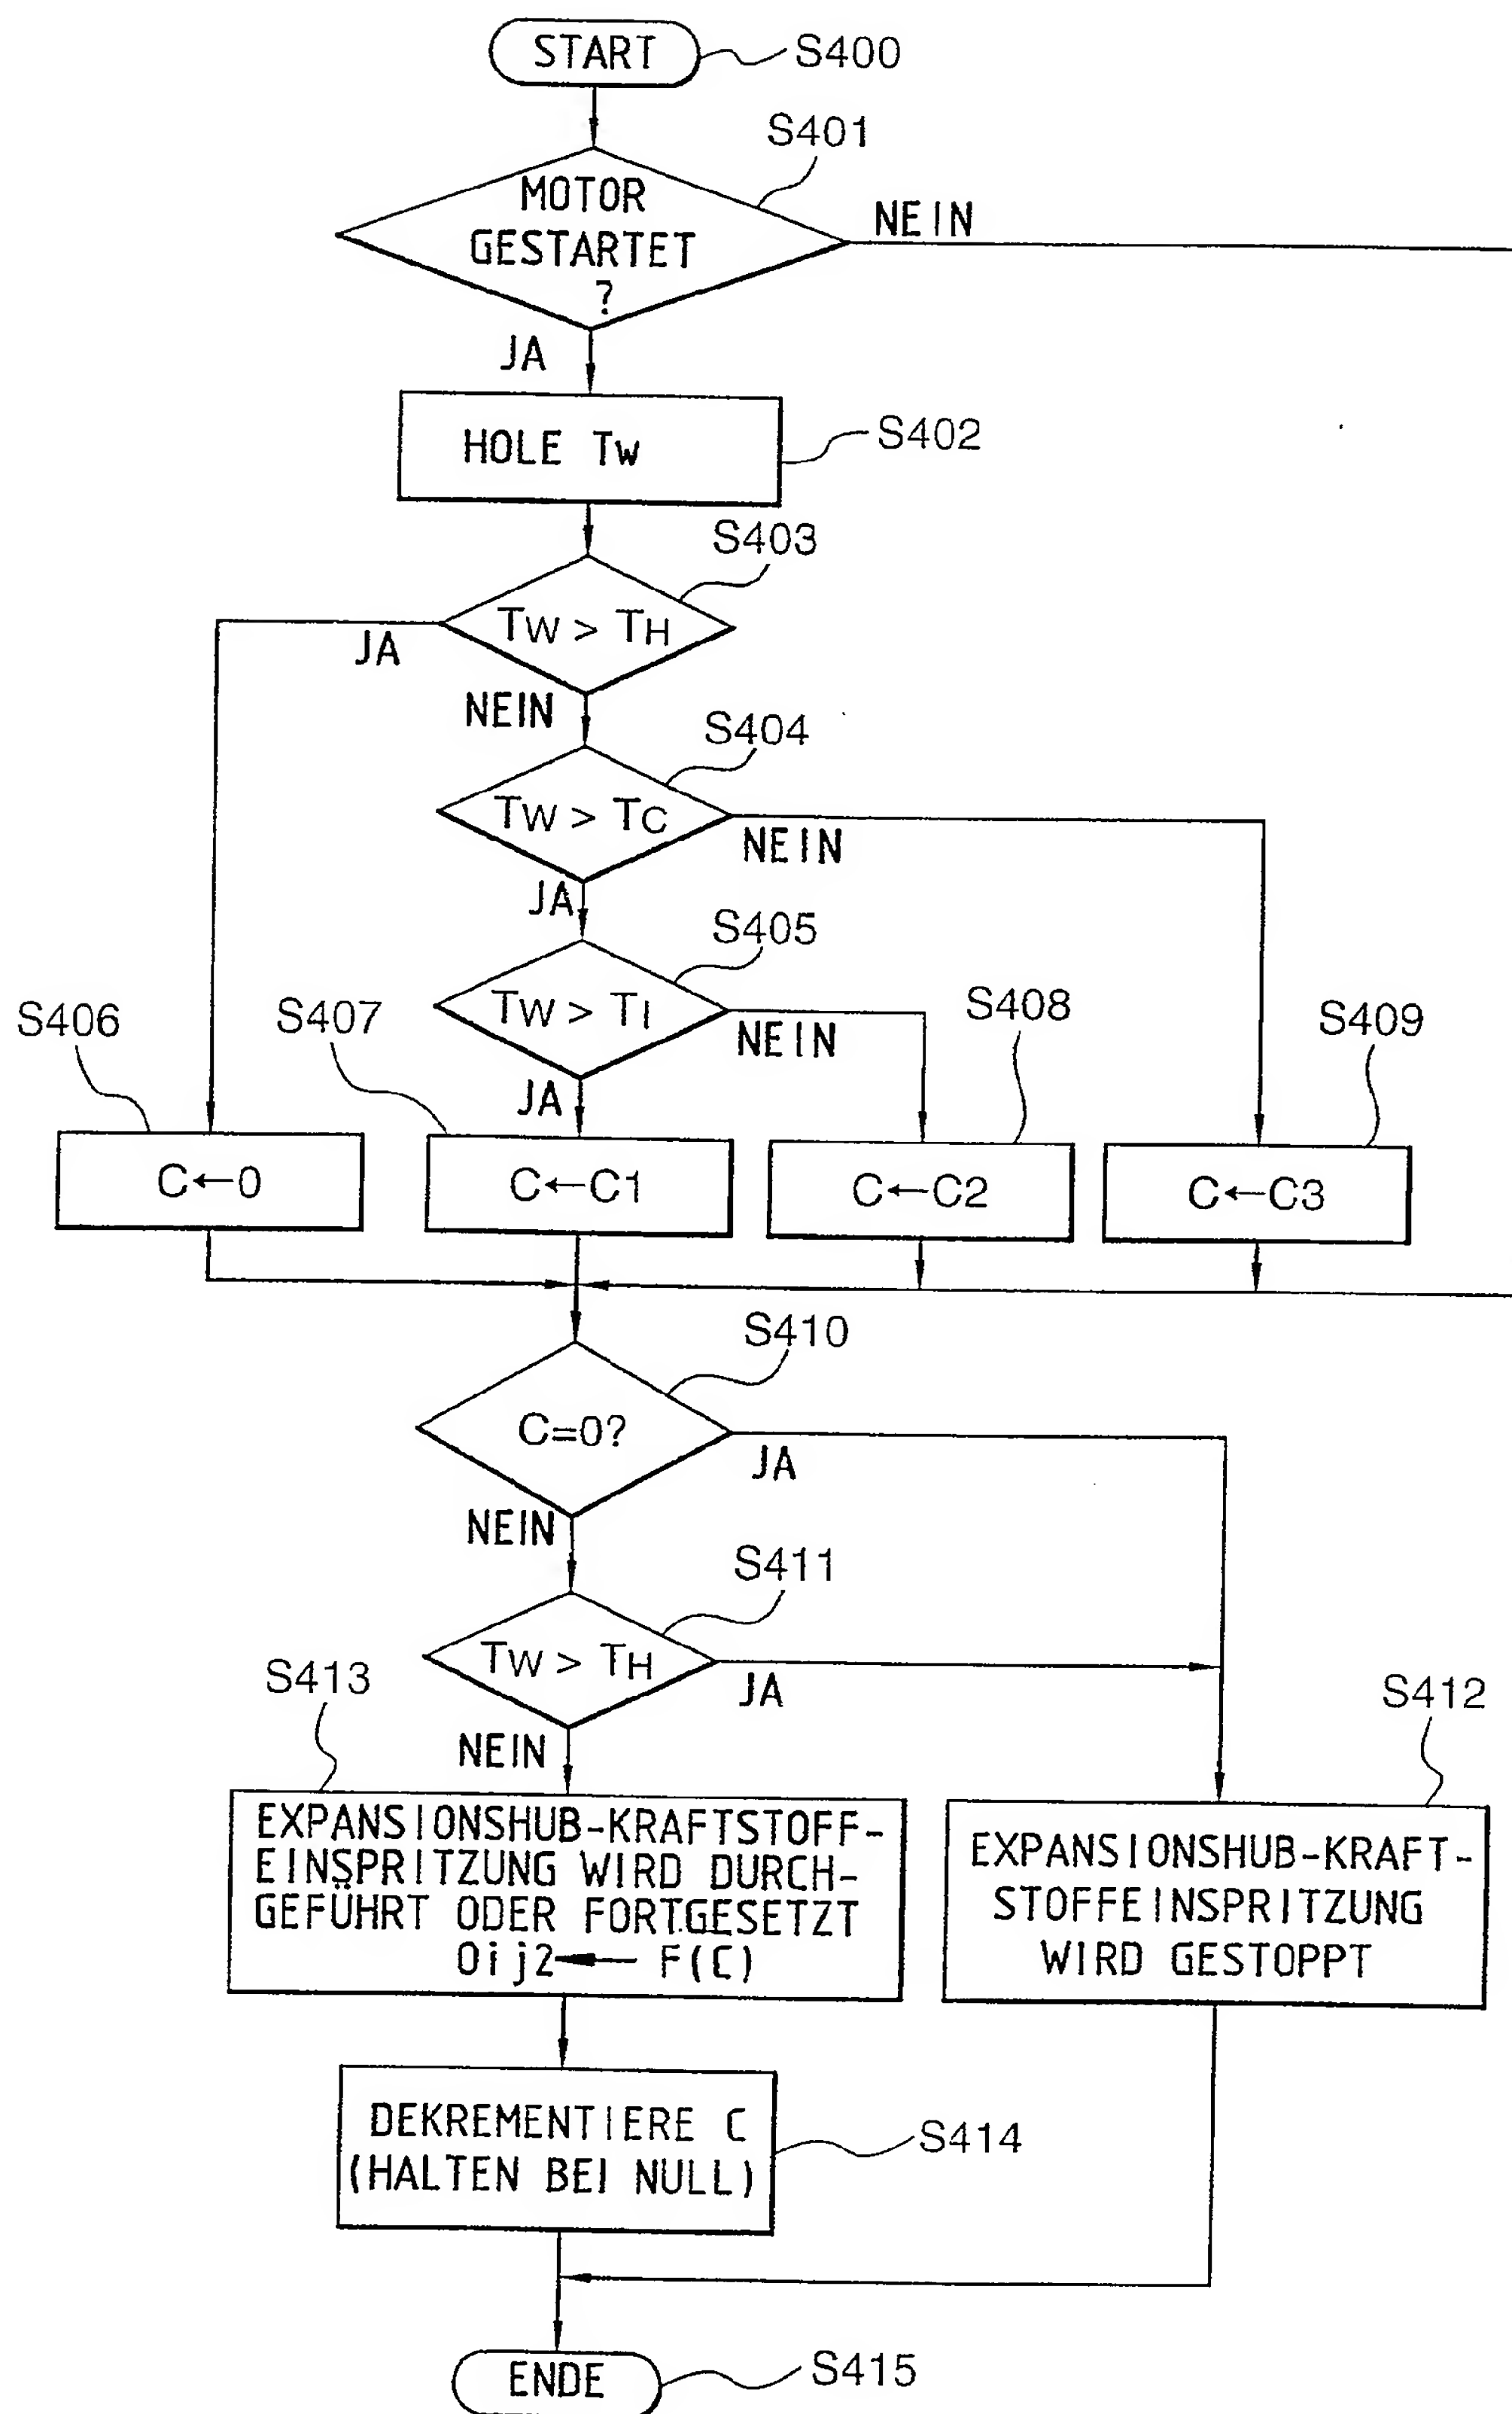 START
S400
S401
MOTOR
GESTARTET
?
NEIN
JA
HOLE Tw
S402
S403
TW > TH
JA
NEIN
S404
TW > TC
NEIN
JA
S405
TW > TI
NEIN
JA
S406
S407
S408
S409
C←0
C←C1
C←C2
C←C3
S410
C=0?
JA
NEIN
S411
TW > TH
JA
NEIN
S413
S412
EXPANSIONSHUB-KRAFTSTOFF-
EINSPRITZUNG WIRD DURCH-
GEFÜHRT ODER FORTGESETZT
Oij2← F(C)
EXPANSIONSHUB-KRAFT-
STOFFEINSPRITZUNG
WIRD GESTOPPT
DEKREMENTIERE C
(HALTEN BEI NULL)
S414
ENDE
S415